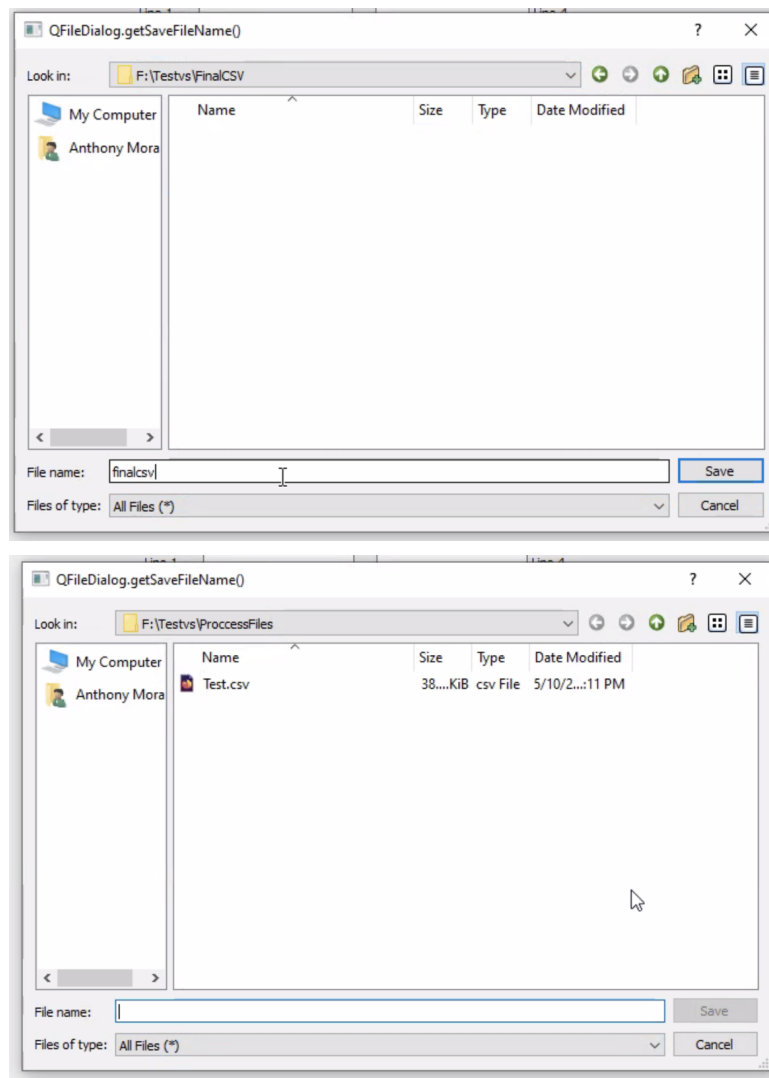 QFileDialog.getSaveFileName() ?
Look in: F:\Testvs\FinalCSV
My Computer
Anthony Mora
Name Size Type Date Modified
File name: finalcsv Save
Files of type: All Files (*) Cancel
QFileDialog.getSaveFileName() ?
Look in: F:\Testvs\ProccessFiles
My Computer
Anthony Mora
Name Size Type Date Modified
Test.csv 38....KiB csv File 5/10/2...:11 PM
File name: Save
Files of type: All Files (*) Cancel